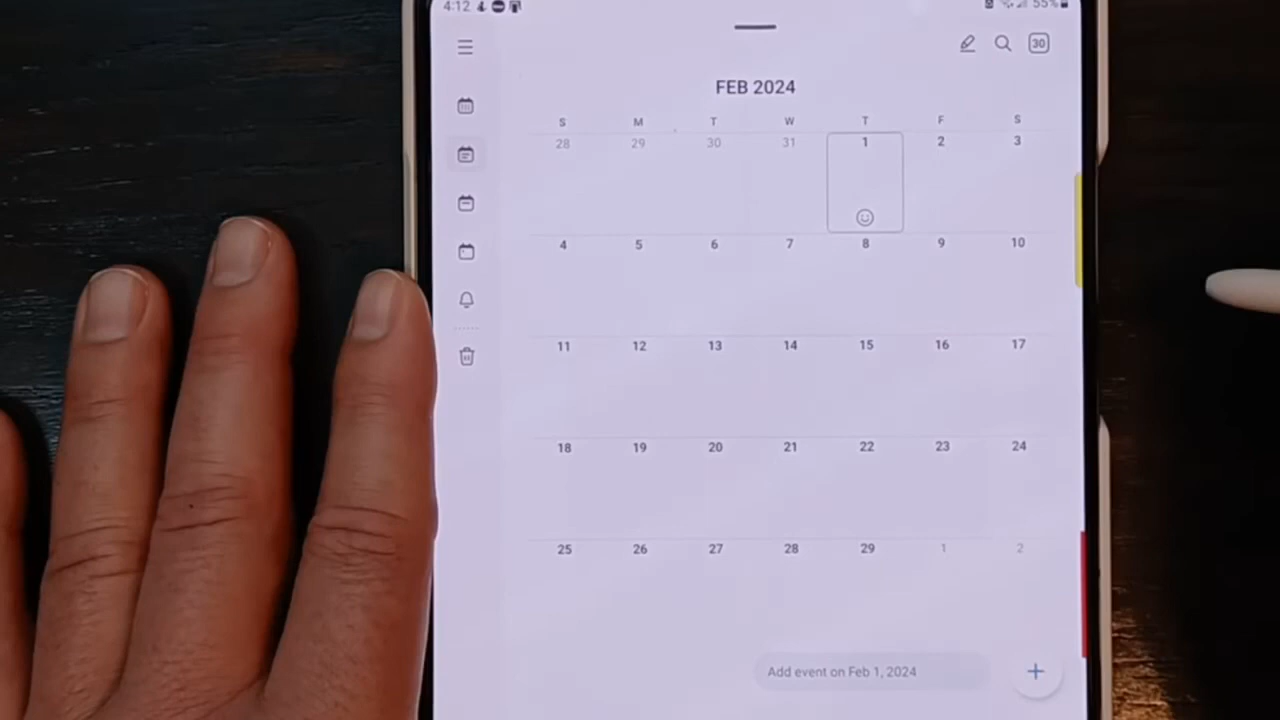 4:12 55%
30
FEB 2024
S M T W T F S
28 29 30 31 1 2 3
4 5 6 7 8 9 10
11 12 13 14 15 16 17
18 19 20 21 22 23 24
25 26 27 28 29 1 2
Add event on Feb 1, 2024